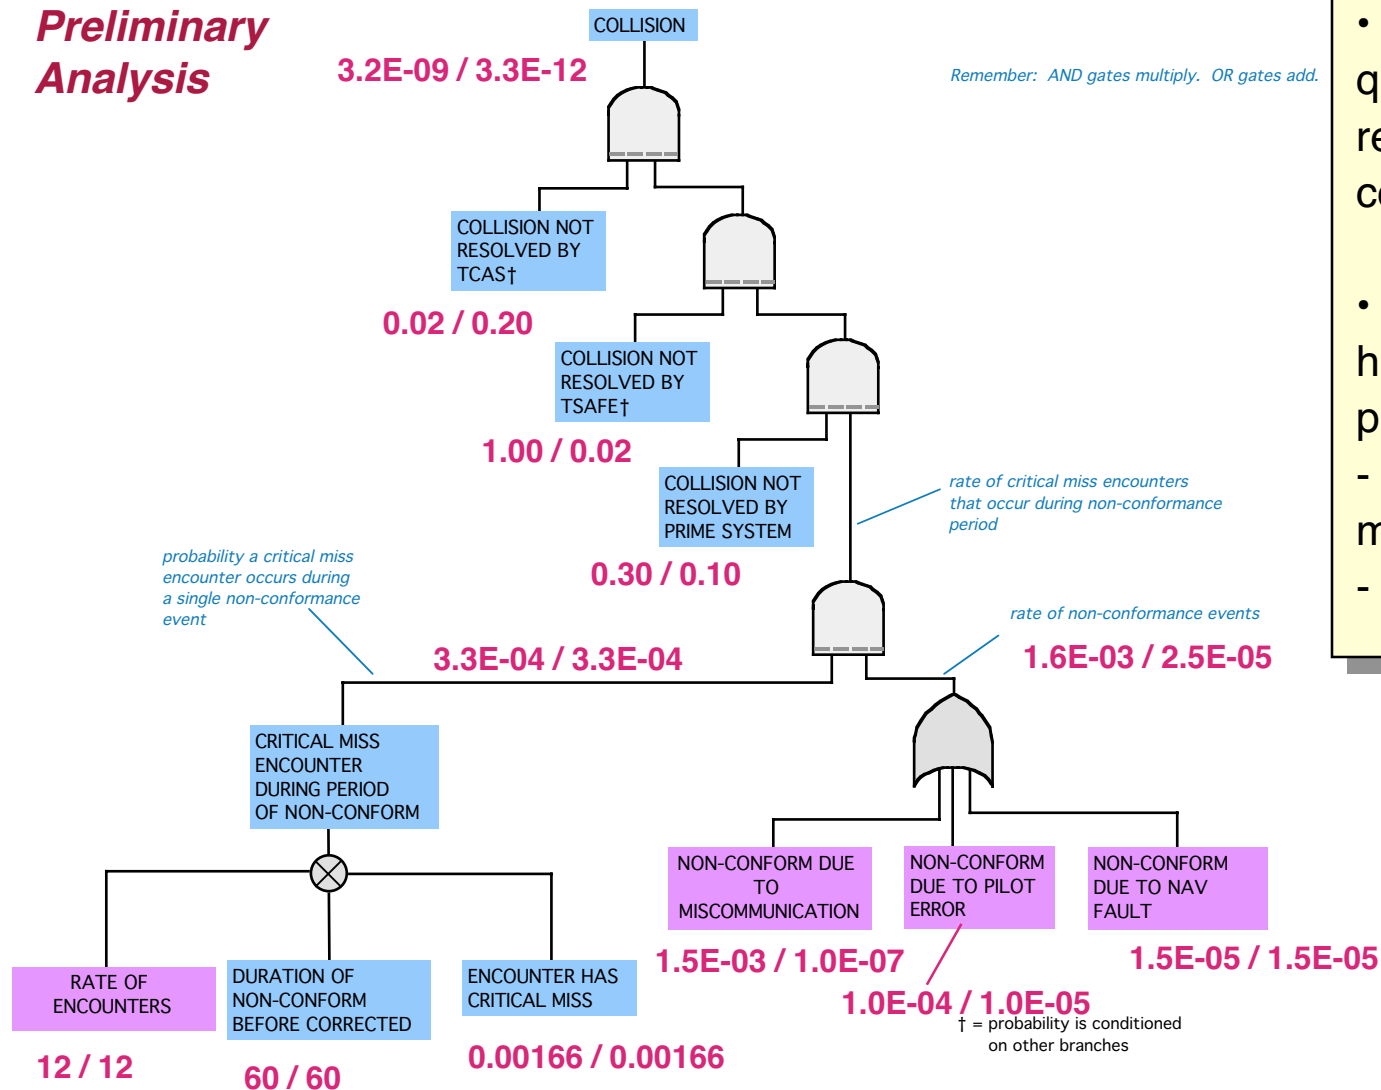 Preliminary
Analysis
COLLISION
3.2E-09 / 3.3E-12
Remember:  AND gates multiply.  OR gates add.
COLLISION NOT
RESOLVED BY
TCAS†
0.02 / 0.20
COLLISION NOT
RESOLVED BY
TSAFE†
1.00 / 0.02
COLLISION NOT
RESOLVED BY
PRIME SYSTEM
0.30 / 0.10
rate of critical miss encounters
that occur during non-conformance
period
probability a critical miss
encounter occurs during
a single non-conformance
event
rate of non-conformance events
3.3E-04 / 3.3E-04
1.6E-03 / 2.5E-05
CRITICAL MISS
ENCOUNTER
DURING PERIOD
OF NON-CONFORM
NON-CONFORM DUE
TO
MISCOMMUNICATION
1.5E-03 / 1.0E-07
NON-CONFORM
DUE TO PILOT
ERROR
1.0E-04 / 1.0E-05
NON-CONFORM
DUE TO NAV
FAULT
1.5E-05 / 1.5E-05
RATE OF
ENCOUNTERS
12 / 12
DURATION OF
NON-CONFORM
BEFORE CORRECTED
60 / 60
ENCOUNTER HAS
CRITICAL MISS
0.00166 / 0.00166
† = probability is conditioned
on other branches
•
•
-
-